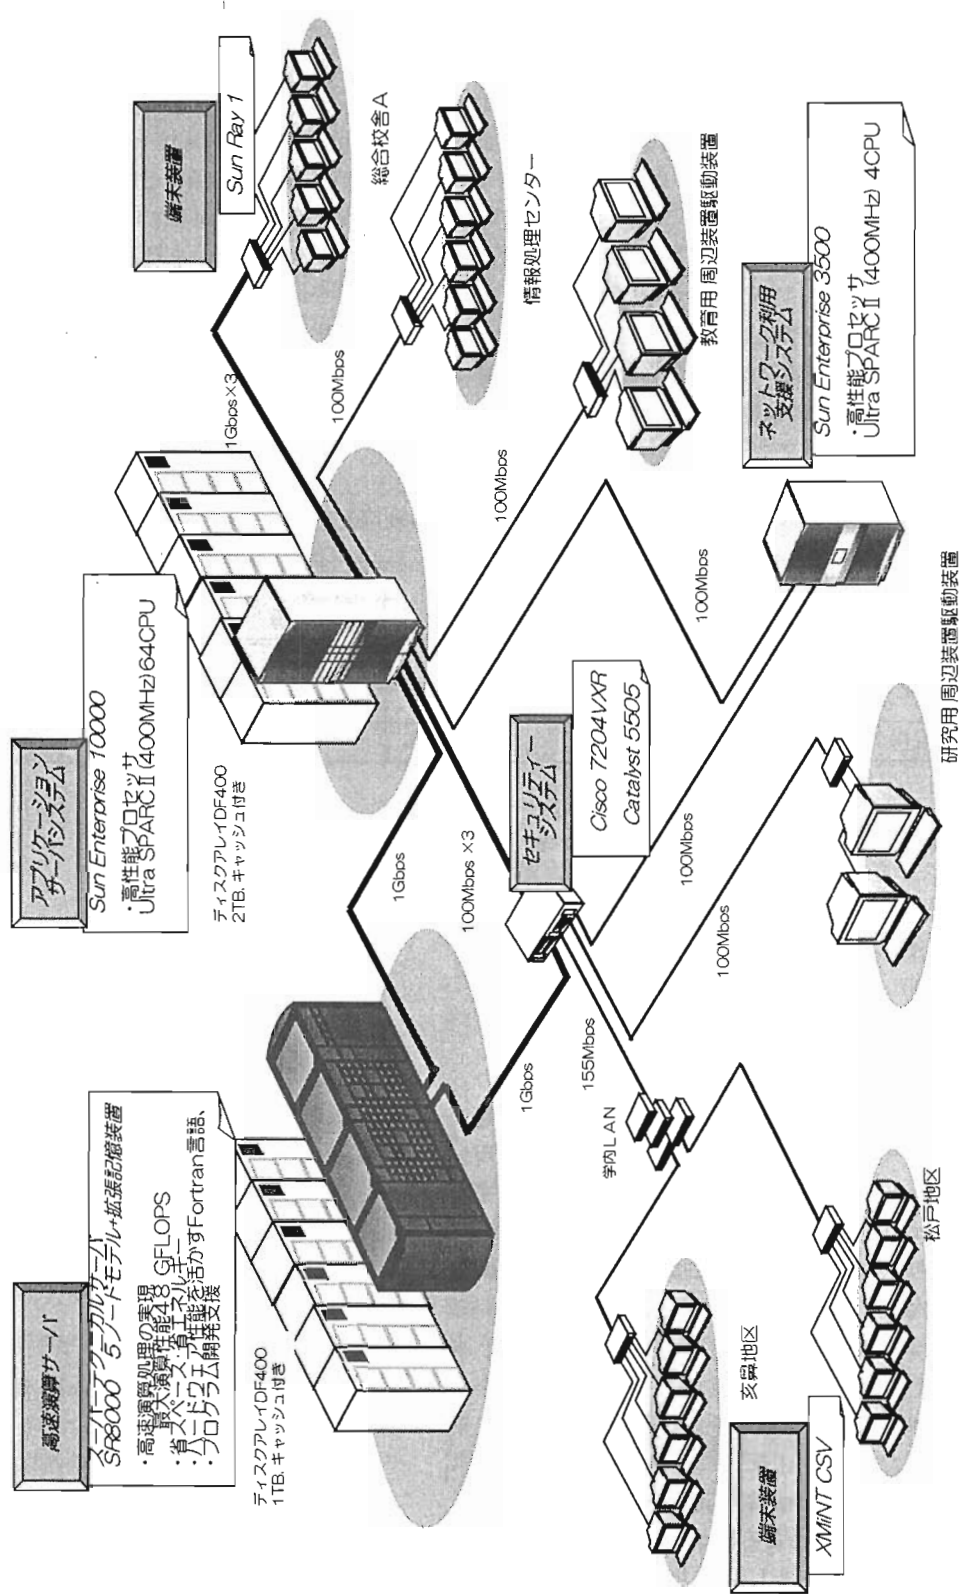 高速演算サーバ
スーパーテクニカルサーバ
SR8000 5ノードモデル+拡張記憶装置
・高速演算処理の実現
最大演算性能48 GFLOPS
・省スペース・省エネルギー
・ハードウェア性能を活かすFortran言語、
プログラム開発支援
ディスクアレイDF400
1TB. キャッシュ付き
アプリケーション
サーバシステム
Sun Enterprise 10000
・高性能プロセッサ
Ultra SPARCⅡ(400MHz)64CPU
ディスクアレイDF400
2TB. キャッシュ付き
端末装置
Sun Ray 1
総合校舎A
1Gbps×3
100Mbps
情報処理センター
100Mbps
教育用 周辺装置駆動装置
100Mbps
1Gbps
100Mbps ×3
セキュリティー
システム
Cisco 7204VXR
Catalyst 5505
ネットワーク利用
支援システム
Sun Enterprise 3500
・高性能プロセッサ
Ultra SPARCⅡ (400MHz) 4CPU
100Mbps
100Mbps
研究用 周辺装置駆動装置
1Gbps
155Mbps
学内LAN
亥鼻地区
松戸地区
端末装置
XMiNT CSV